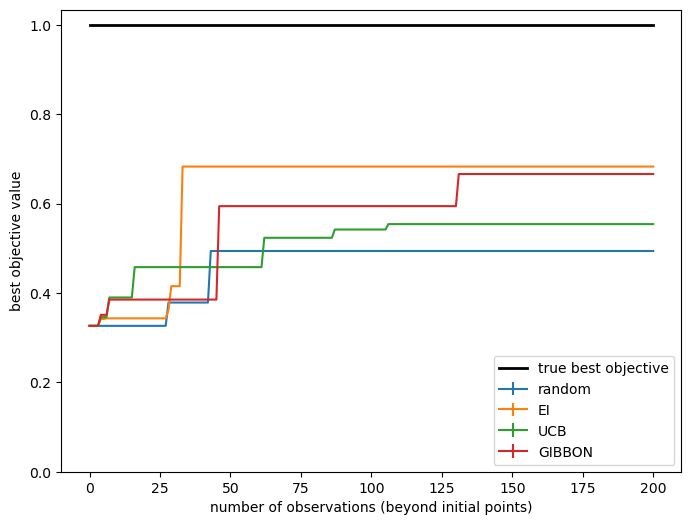 1.0
0.8
0.6
0.4
0.2
0.0
best objective value
0
25
50
75
100
125
150
175
200
number of observations (beyond initial points)
true best objective
random
EI
UCB
GIBBON